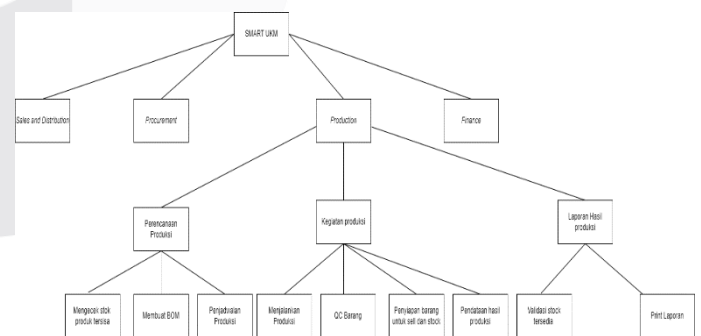 SMART UKM
Sales and Distribution
Procurement
Production
Finance
Perencanaan
Produksi
Kegiatan produksi
Laporan Hasil
produksi
Mengecek stok
produk tersisa
Membuat BOM
Penjadwalan
Produksi
Menjalankan
Produksi
QC Barang
Penyiapan barang
untuk sell dan stock
Pendataan hasil
produksi
Validasi stock
tersedia
Print Laporan